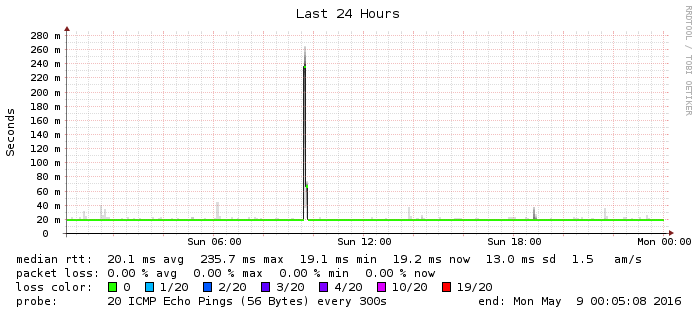 Last 24 Hours
RRDTOOL / TOBI OETIKER
Seconds
280 m
260 m
240 m
220 m
200 m
180 m
160 m
140 m
120 m
100 m
80 m
60 m
40 m
20 m
0
Sun 06:00 Sun 12:00 Sun 18:00 Mon 00:00
median rtt: 20.1 ms avg 235.7 ms max 19.1 ms min 19.2 ms now 13.0 ms sd 1.5 am/s
packet loss: 0.00 % avg 0.00 % max 0.00 % min 0.00 % now
loss color: 0 1/20 2/20 3/20 4/20 10/20 19/20
probe: 20 ICMP Echo Pings (56 Bytes) every 300s end: Mon May 9 00:05:08 2016